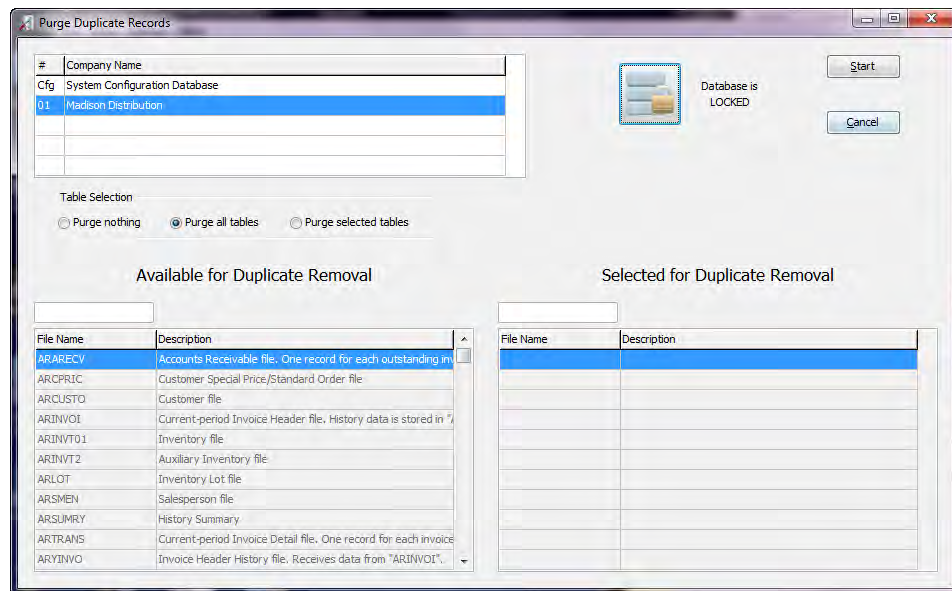 Purge Duplicate Records
# Company Name
Cfg System Configuration Database
01 Madison Distribution
Database is
LOCKED
Start
Cancel
Table Selection
Purge nothing Purge all tables Purge selected tables
Available for Duplicate Removal
Selected for Duplicate Removal
File Name Description
ARARECV Accounts Receivable file. One record for each outstanding
ARCPRIC Customer Special Price/Standard Order file
ARCUSTO Customer file
ARINVOI Current-period Invoice Header file. History data is stored in
ARINVT01 Inventory file
ARINVT2 Auxiliary Inventory file
ARLOT Inventory Lot file
ARSMEN Salesperson file
ARSUMRY History Summary
ARTRANS Current-period Invoice Detail file. One record for each invoice
ARYINVO Invoice Header History file. Receives data from "ARINVOI".
File Name Description